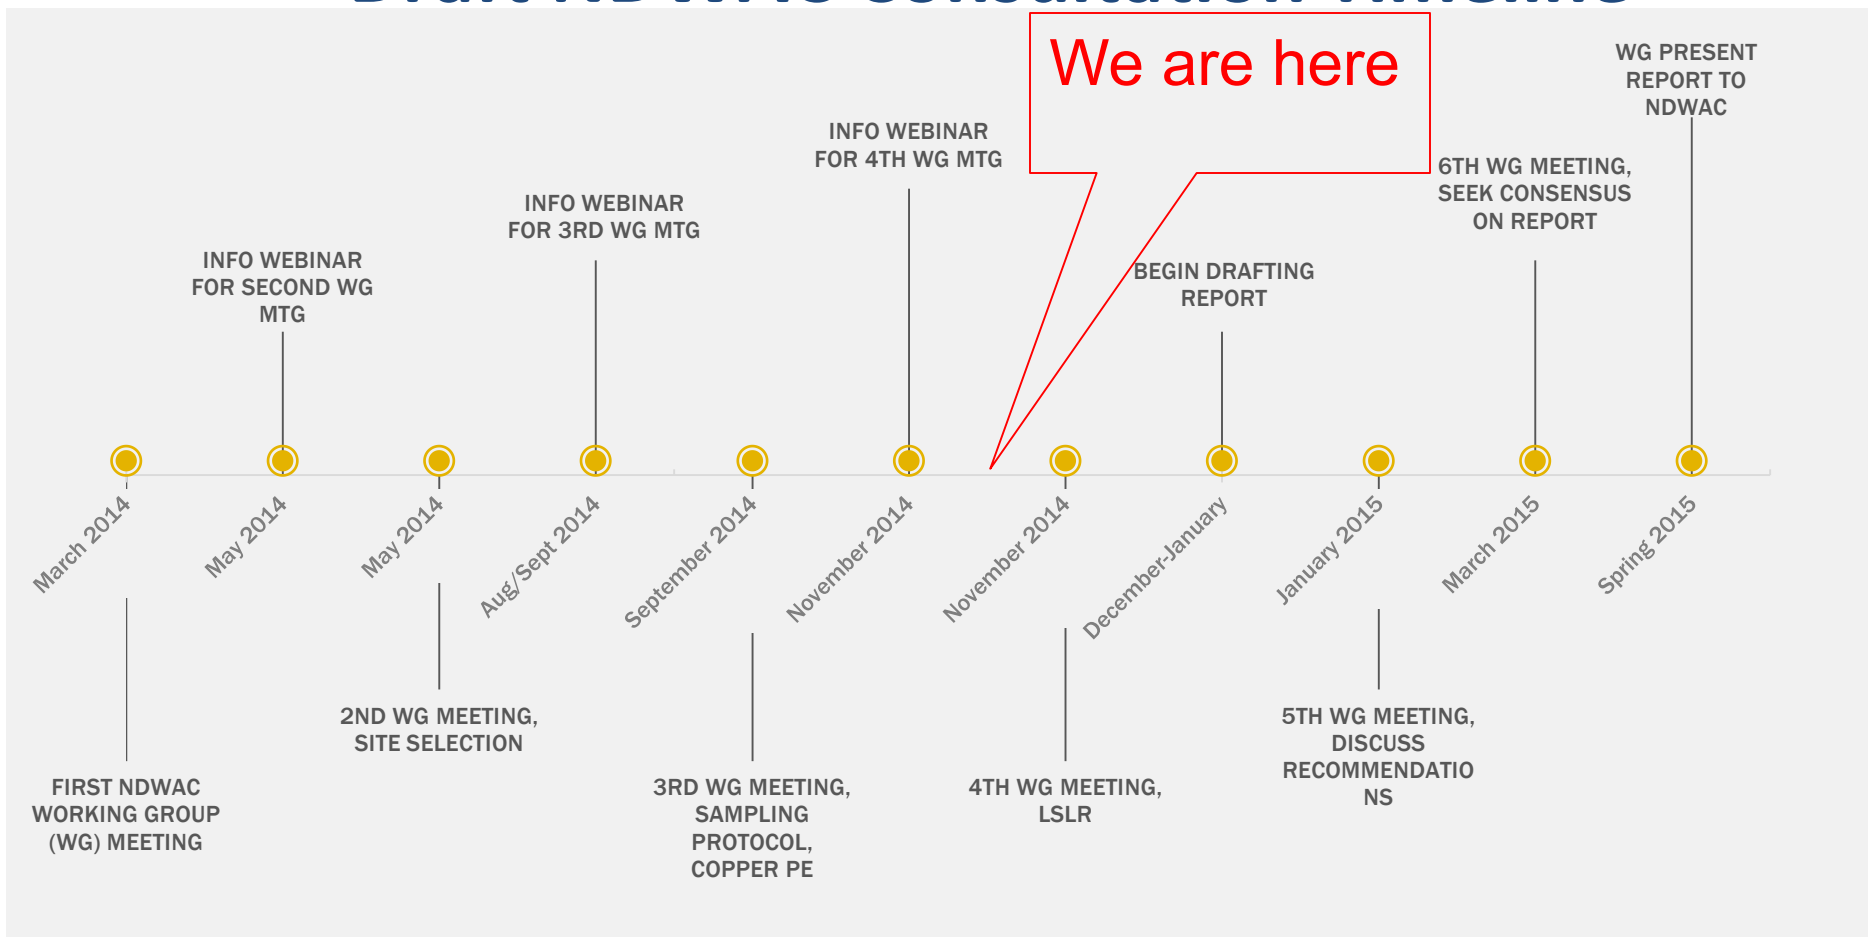 Draft NDWAC Consultation Timeline
We are here
WG PRESENT
REPORT TO
NDWAC
INFO WEBINAR
FOR 4TH WG MTG
6TH WG MEETING,
SEEK CONSENSUS
ON REPORT
INFO WEBINAR
FOR 3RD WG MTG
INFO WEBINAR
FOR SECOND WG
MTG
BEGIN DRAFTING
REPORT
March 2014
May 2014
May 2014
Aug/Sept 2014
September 2014
November 2014
November 2014
December-January
January 2015
March 2015
Spring 2015
2ND WG MEETING,
SITE SELECTION
5TH WG MEETING,
DISCUSS
RECOMMENDATIO
NS
FIRST NDWAC
WORKING GROUP
(WG) MEETING
3RD WG MEETING,
SAMPLING
PROTOCOL,
COPPER PE
4TH WG MEETING,
LSLR